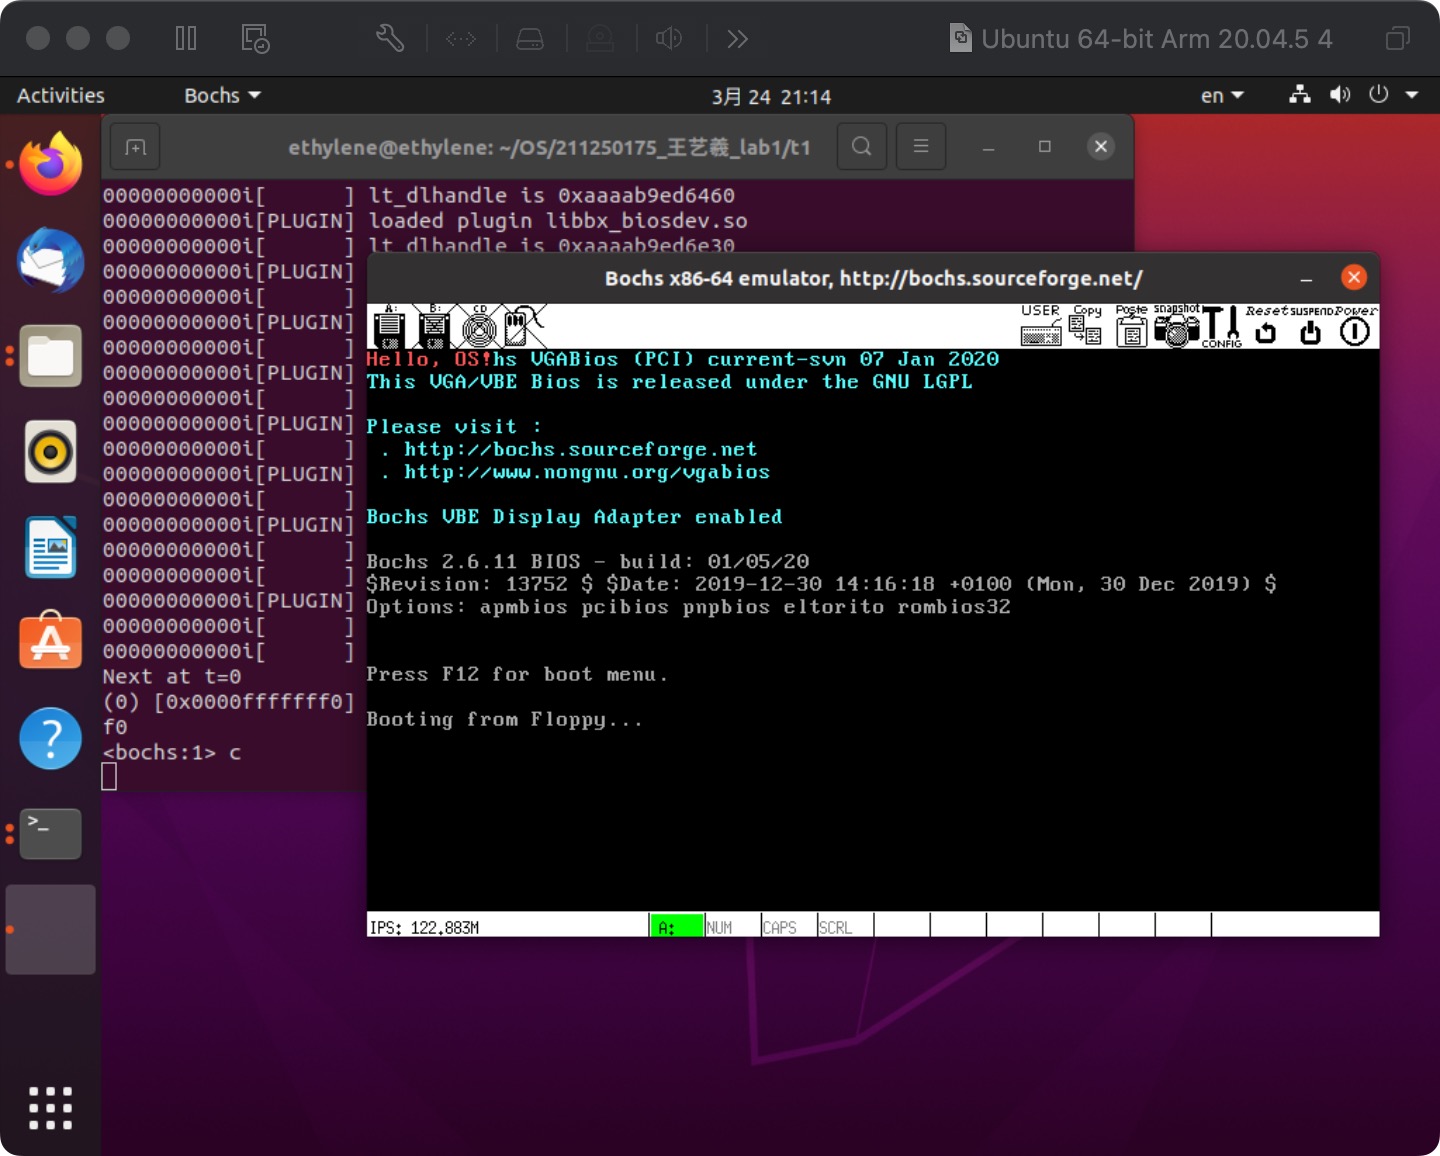 Ubuntu 64-bit Arm 20.04.5 4
Activities
Bochs
3月 24 21:14
en
ethylene@ethylene: ~/OS/211250175_王艺羲_lab1/t1
00000000000i[      ] lt_dlhandle is 0xaaaab9ed6460
00000000000i[PLUGIN] loaded plugin libbx_biosdev.so
00000000000i[      ] lt_dlhandle is 0xaaaab9ed6e30
00000000000i[PLUGIN]
00000000000i[      ]
00000000000i[PLUGIN]
00000000000i[      ]
00000000000i[PLUGIN]
00000000000i[      ]
00000000000i[PLUGIN]
00000000000i[      ]
00000000000i[PLUGIN]
00000000000i[      ]
00000000000i[PLUGIN]
00000000000i[      ]
00000000000i[      ]
00000000000i[PLUGIN]
00000000000i[      ]
00000000000i[      ]
Next at t=0
(0) [0x0000fffffff0]
f0
<bochs:1> c
Bochs x86-64 emulator, http://bochs.sourceforge.net/
A: B: CD USER Copy Paste snapshot CONFIG Reset SUSPEND Power
Hello, OS!hs VGABios (PCI) current-svn 07 Jan 2020
This VGA/VBE Bios is released under the GNU LGPL
Please visit :
. http://bochs.sourceforge.net
. http://www.nongnu.org/vgabios
Bochs VBE Display Adapter enabled
Bochs 2.6.11 BIOS - build: 01/05/20
$Revision: 13752 $ $Date: 2019-12-30 14:16:18 +0100 (Mon, 30 Dec 2019) $
Options: apmbios pcibios pnpbios eltorito rombios32
Press F12 for boot menu.
Booting from Floppy...
IPS: 122.883M A: NUM CAPS SCRL